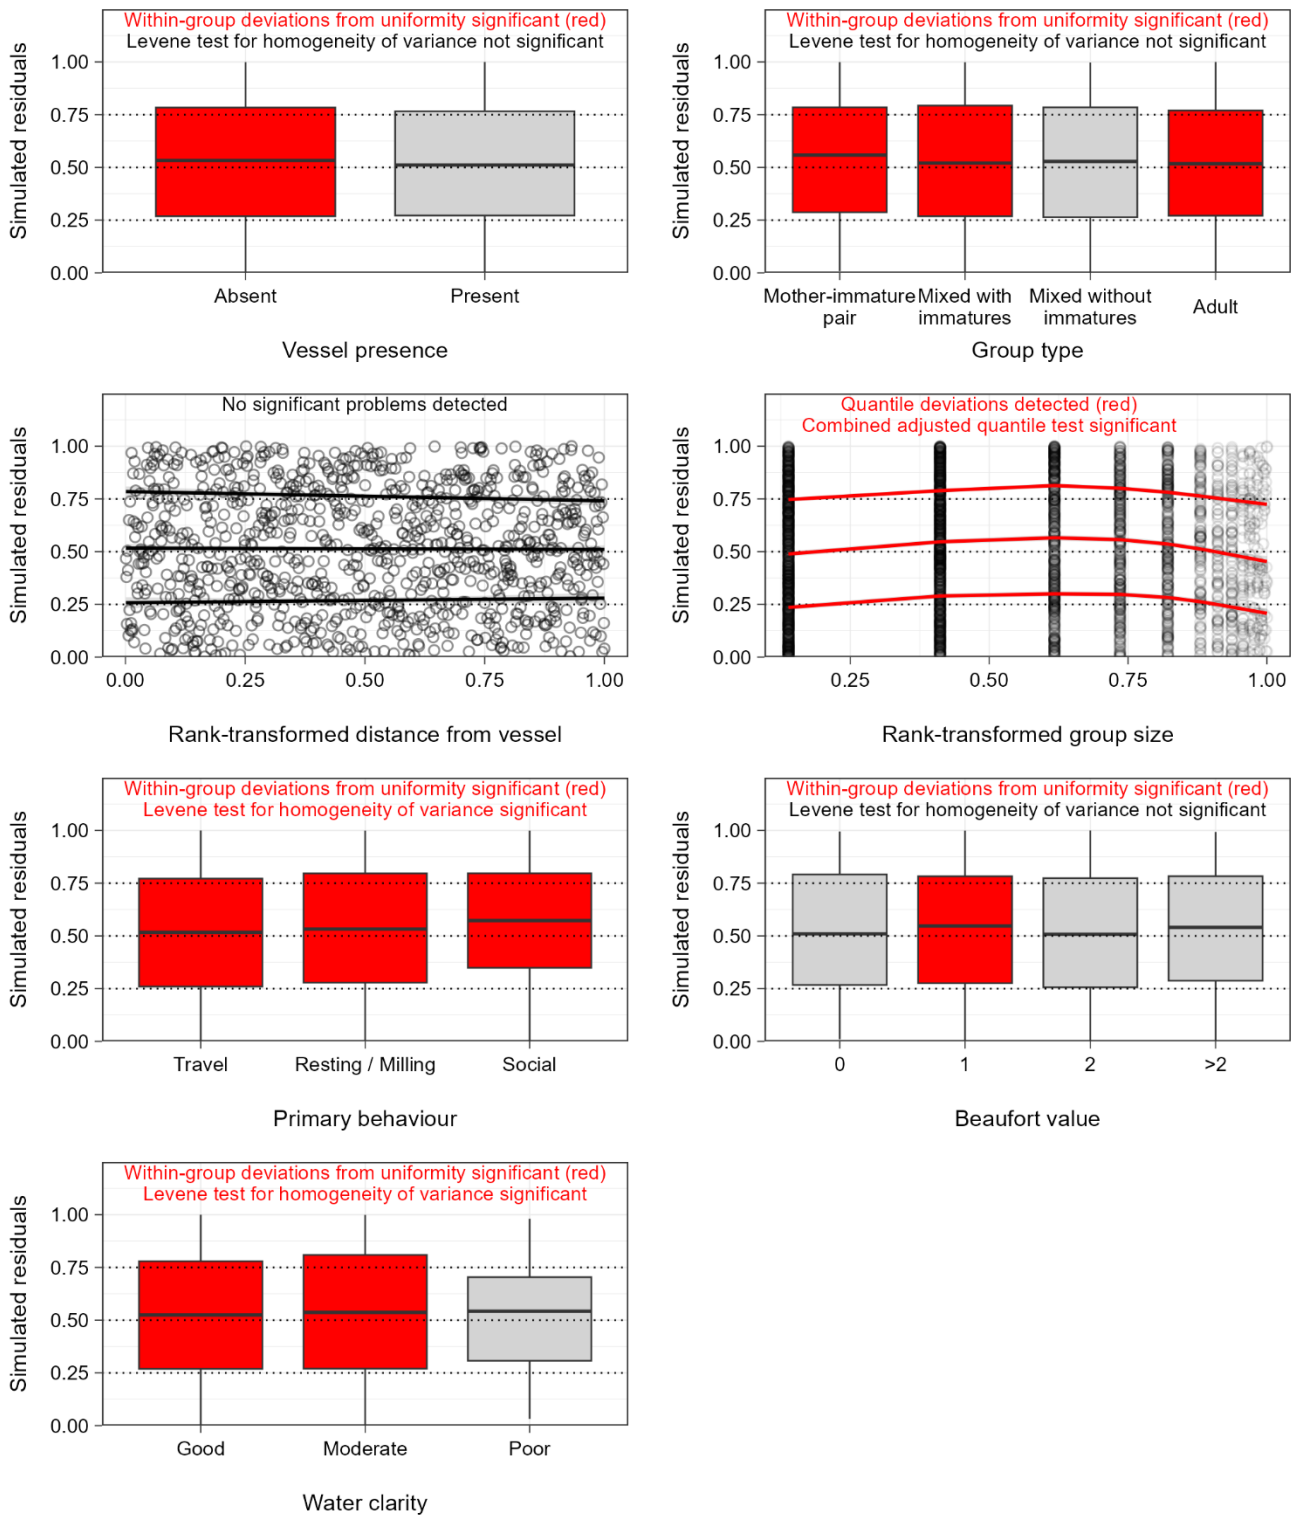 Within-group deviations from uniformity significant (red)
Levene test for homogeneity of variance not significant
Simulated residuals
1.00
0.75
0.50
0.25
0.00
Absent
Present
Vessel presence
Within-group deviations from uniformity significant (red)
Levene test for homogeneity of variance not significant
Simulated residuals
1.00
0.75
0.50
0.25
0.00
Mother-immature
pair
Mixed with
immatures
Mixed without
immatures
Adult
Group type
No significant problems detected
Simulated residuals
1.00
0.75
0.50
0.25
0.00
0.00
0.25
0.50
0.75
1.00
Rank-transformed distance from vessel
Quantile deviations detected (red)
Combined adjusted quantile test significant
Simulated residuals
1.00
0.75
0.50
0.25
0.00
0.25
0.50
0.75
1.00
Rank-transformed group size
Within-group deviations from uniformity significant (red)
Levene test for homogeneity of variance significant
Simulated residuals
1.00
0.75
0.50
0.25
0.00
Travel
Resting / Milling
Social
Primary behaviour
Within-group deviations from uniformity significant (red)
Levene test for homogeneity of variance not significant
Simulated residuals
1.00
0.75
0.50
0.25
0.00
0
1
2
>2
Beaufort value
Within-group deviations from uniformity significant (red)
Levene test for homogeneity of variance significant
Simulated residuals
1.00
0.75
0.50
0.25
0.00
Good
Moderate
Poor
Water clarity